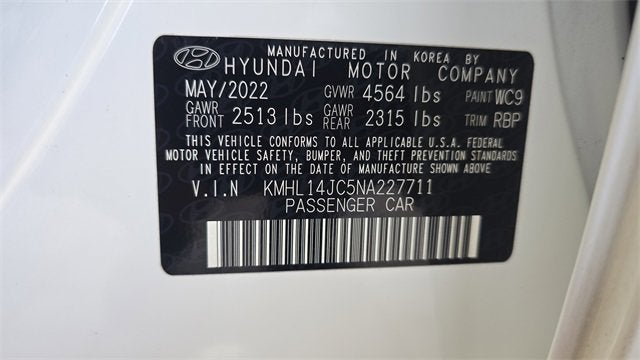 MANUFACTURED IN KOREA BY
HYUNDAI MOTOR COMPANY
MAY/2022 GVWR 4564 lbs PAINT WC9
GAWR FRONT 2513 lbs GAWR REAR 2315 lbs TRIM RBP
THIS VEHICLE CONFORMS TO ALL APPLICABLE U.S.A. FEDERAL
MOTOR VEHICLE SAFETY, BUMPER, AND THEFT PREVENTION STANDARDS
IN EFFECT ON THE DATE OF MANUFACTURE SHOWN ABOVE
V.I.N KMHL14JC5NA227711
PASSENGER CAR